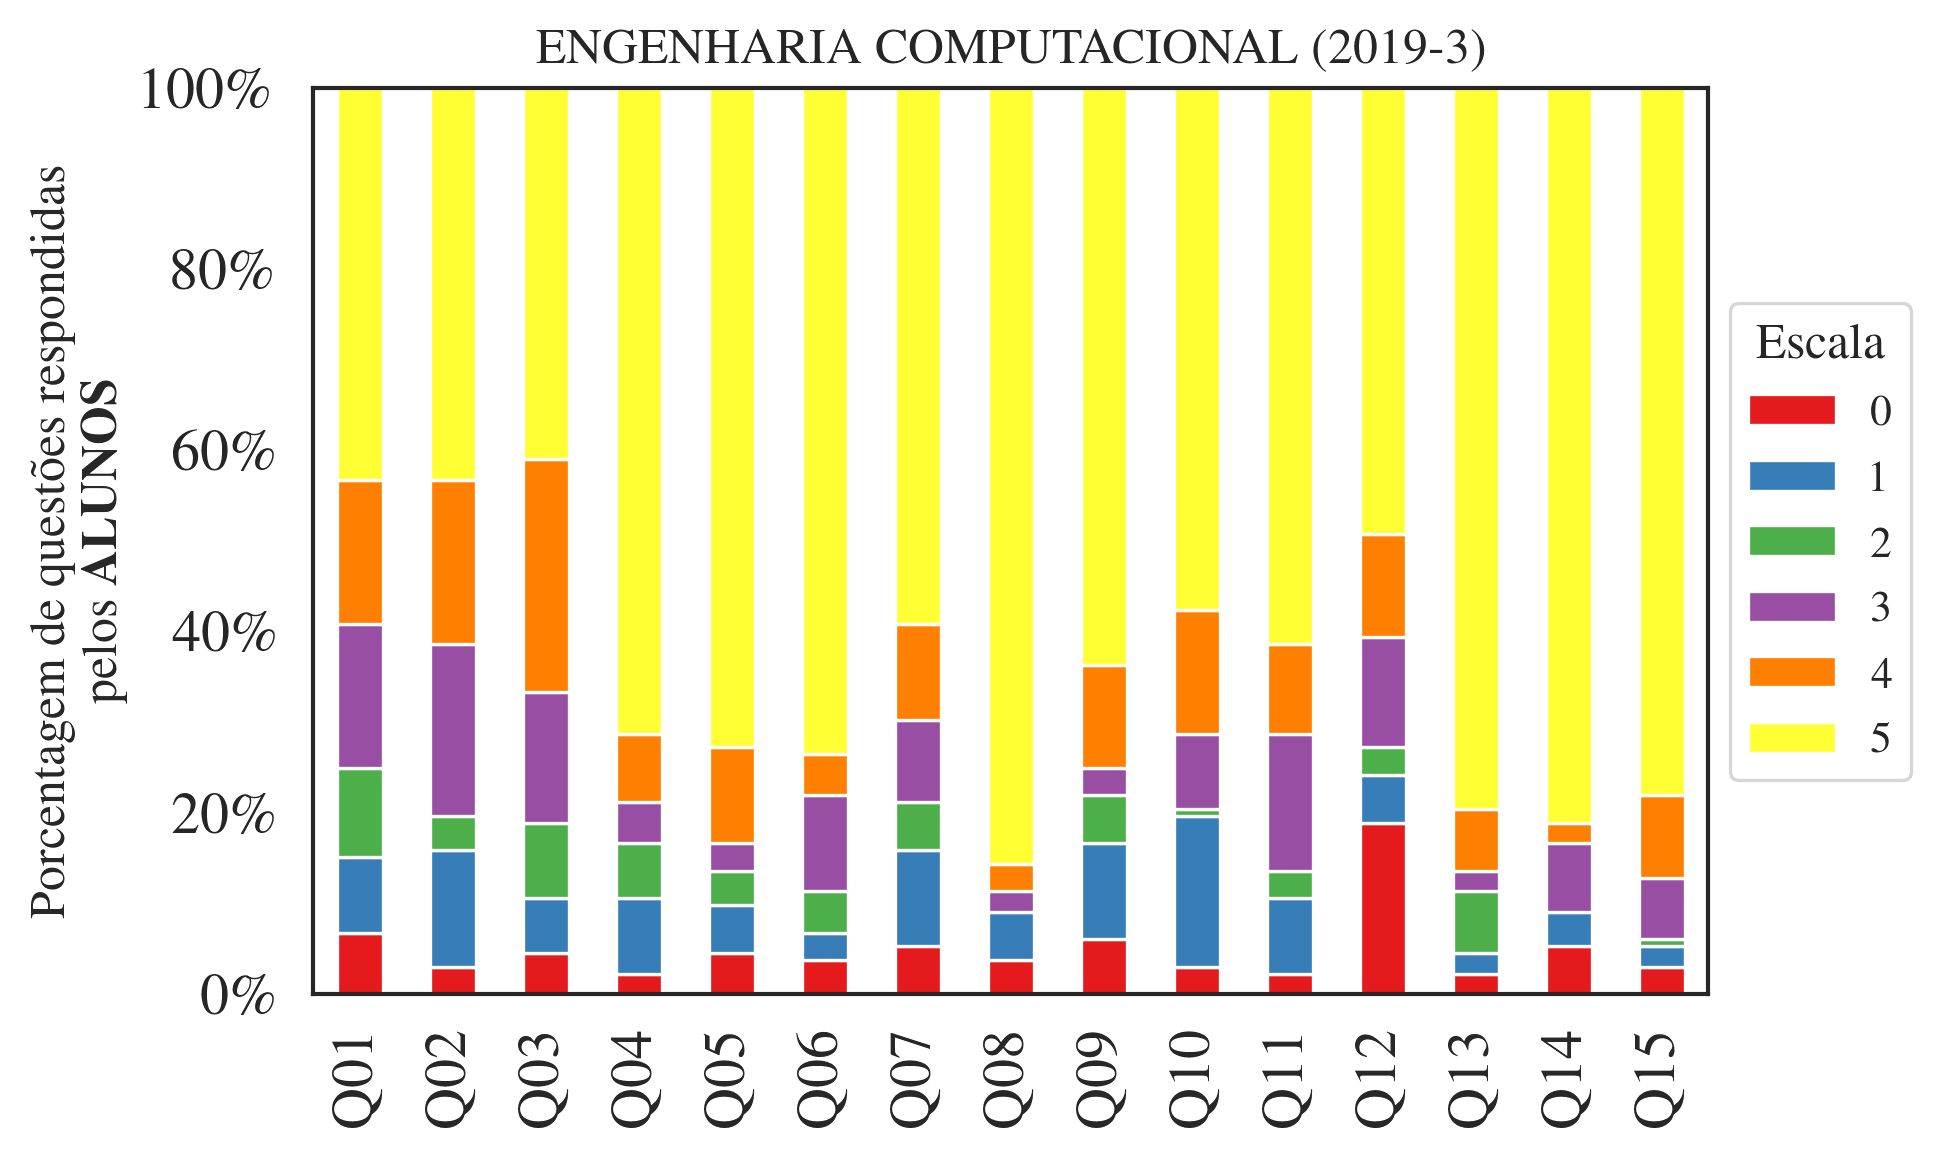 ENGENHARIA COMPUTACIONAL (2019-3)
Porcentagem de questões respondidas
pelos ALUNOS
100%
80%
60%
40%
20%
0%
Q01
Q02
Q03
Q04
Q05
Q06
Q07
Q08
Q09
Q10
Q11
Q12
Q13
Q14
Q15
Escala
0
1
2
3
4
5